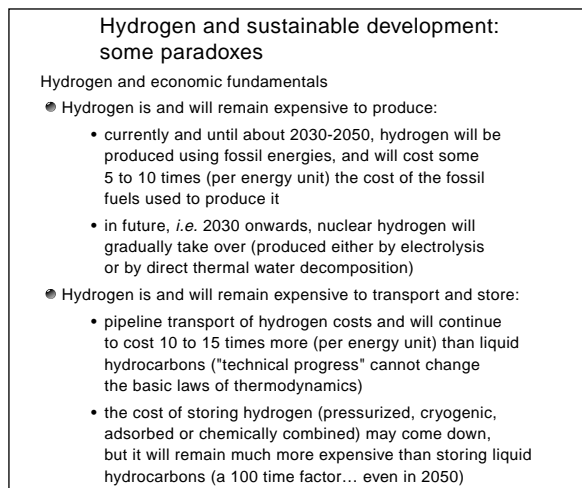 Hydrogen and sustainable development:
some paradoxes
Hydrogen and economic fundamentals
Hydrogen is and will remain expensive to produce:
• currently and until about 2030-2050, hydrogen will be
produced using fossil energies, and will cost some
5 to 10 times (per energy unit) the cost of the fossil
fuels used to produce it
• in future, i.e. 2030 onwards, nuclear hydrogen will
gradually take over (produced either by electrolysis
or by direct thermal water decomposition)
Hydrogen is and will remain expensive to transport and store:
• pipeline transport of hydrogen costs and will continue
to cost 10 to 15 times more (per energy unit) than liquid
hydrocarbons ("technical progress" cannot change
the basic laws of thermodynamics)
• the cost of storing hydrogen (pressurized, cryogenic,
adsorbed or chemically combined) may come down,
but it will remain much more expensive than storing liquid
hydrocarbons (a 100 time factor… even in 2050)